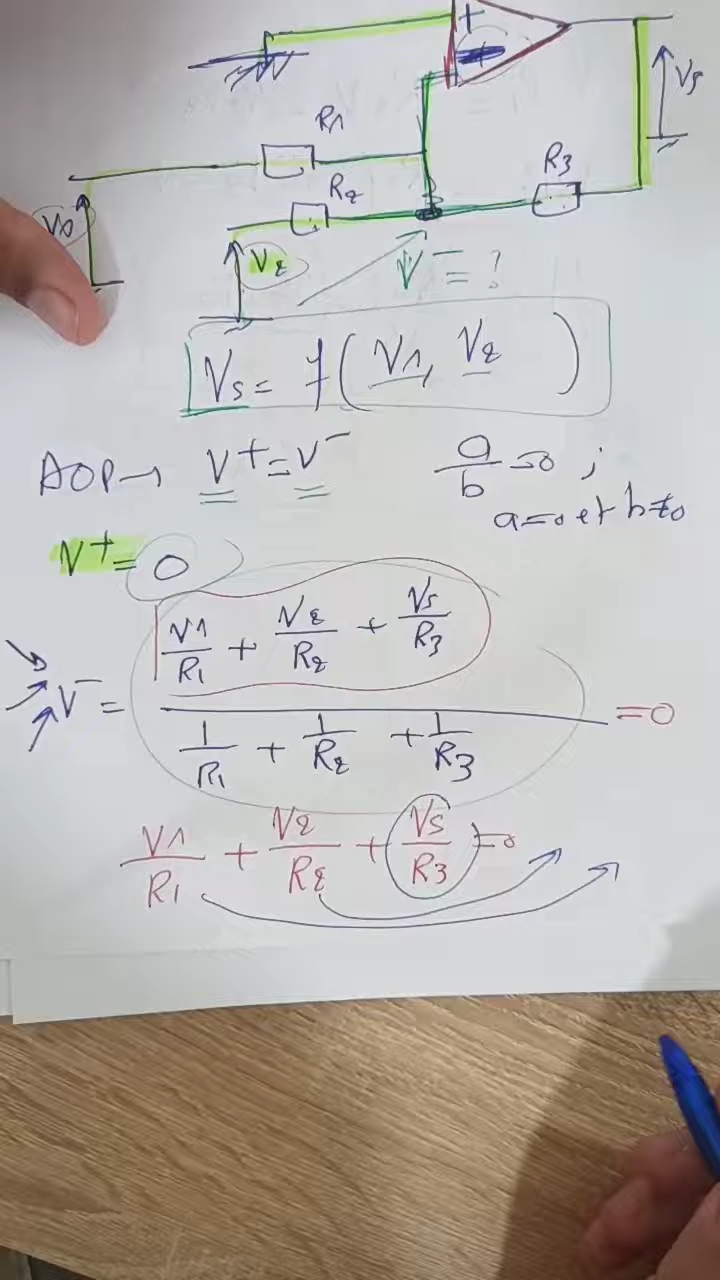 +
R1
R2
R3
Vs
V2
V⁻ = ?
Vs = f(V1, V2)
AOP → V⁺ = V⁻
a/b = 0 ;
a = 0 et b ≠ 0
V⁺ = 0
V⁻ = (V1/R1 + V2/R2 + Vs/R3) / (1/R1 + 1/R2 + 1/R3) = 0
V1/R1 + V2/R2 + Vs/R3 = 0